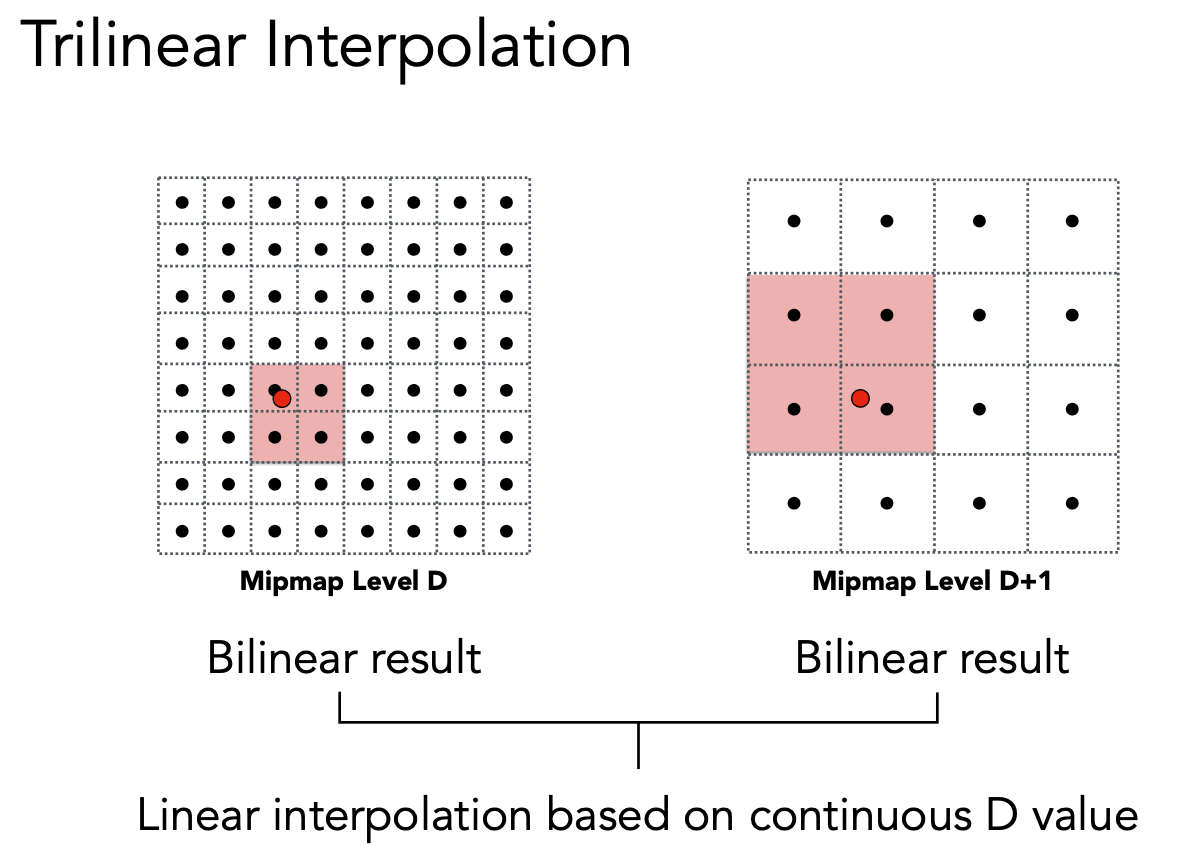 Trilinear Interpolation
Mipmap Level D
Mipmap Level D+1
Bilinear result
Bilinear result
Linear interpolation based on continuous D value